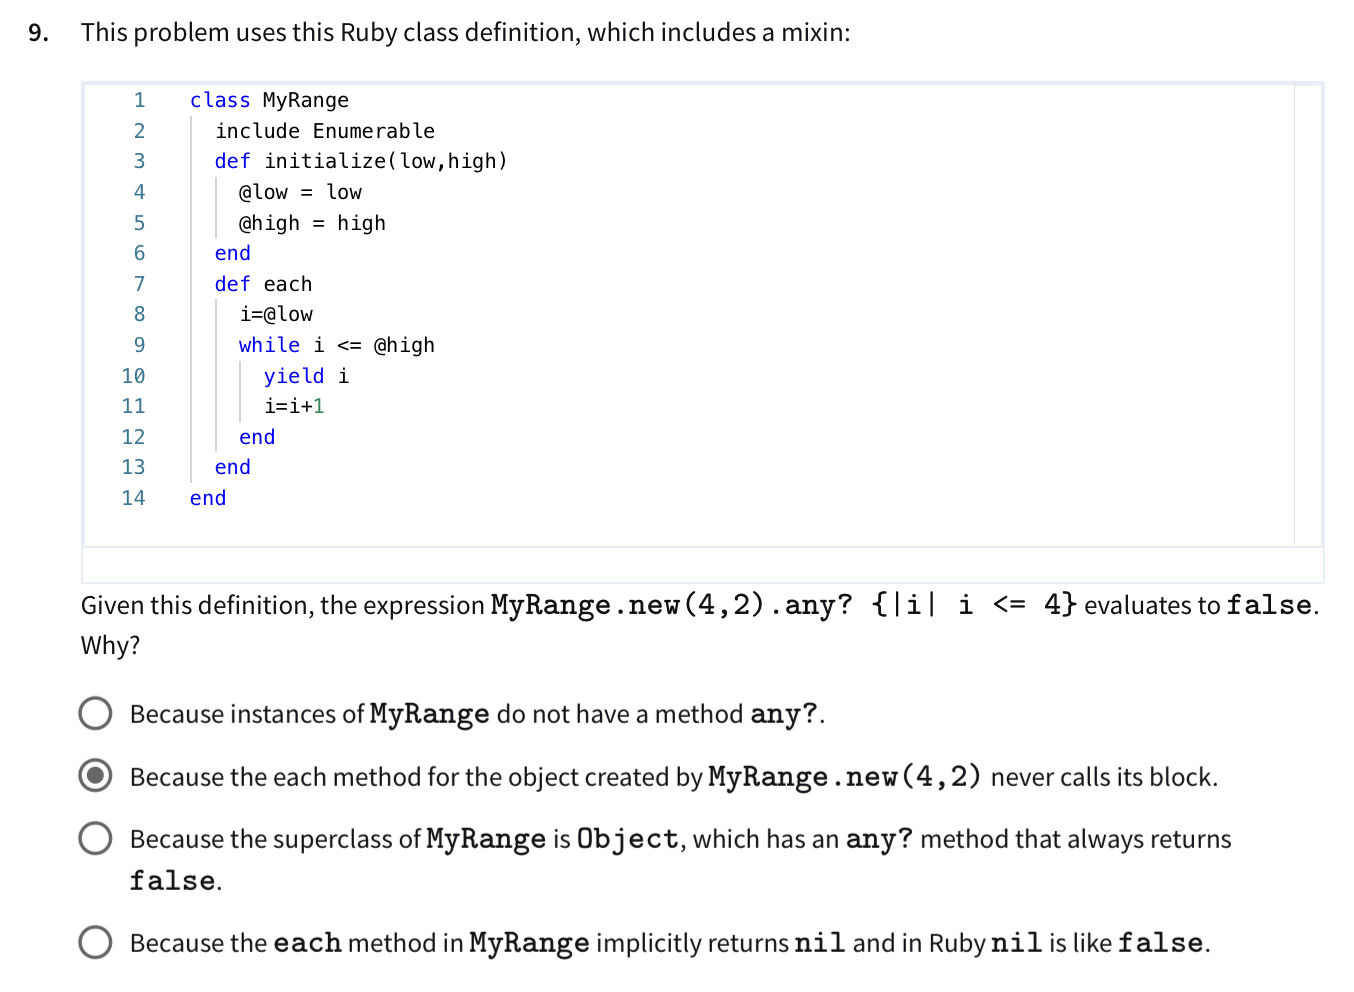 9. This problem uses this Ruby class definition, which includes a mixin:
1 class MyRange
2 include Enumerable
3 def initialize(low,high)
4 @low = low
5 @high = high
6 end
7 def each
8 i=@low
9 while i <= @high
10 yield i
11 i=i+1
12 end
13 end
14 end
Given this definition, the expression MyRange.new(4,2).any? {|i| i <= 4} evaluates to false.
Why?
Because instances of MyRange do not have a method any?.
Because the each method for the object created by MyRange.new(4,2) never calls its block.
Because the superclass of MyRange is Object, which has an any? method that always returns
false.
Because the each method in MyRange implicitly returns nil and in Ruby nil is like false.